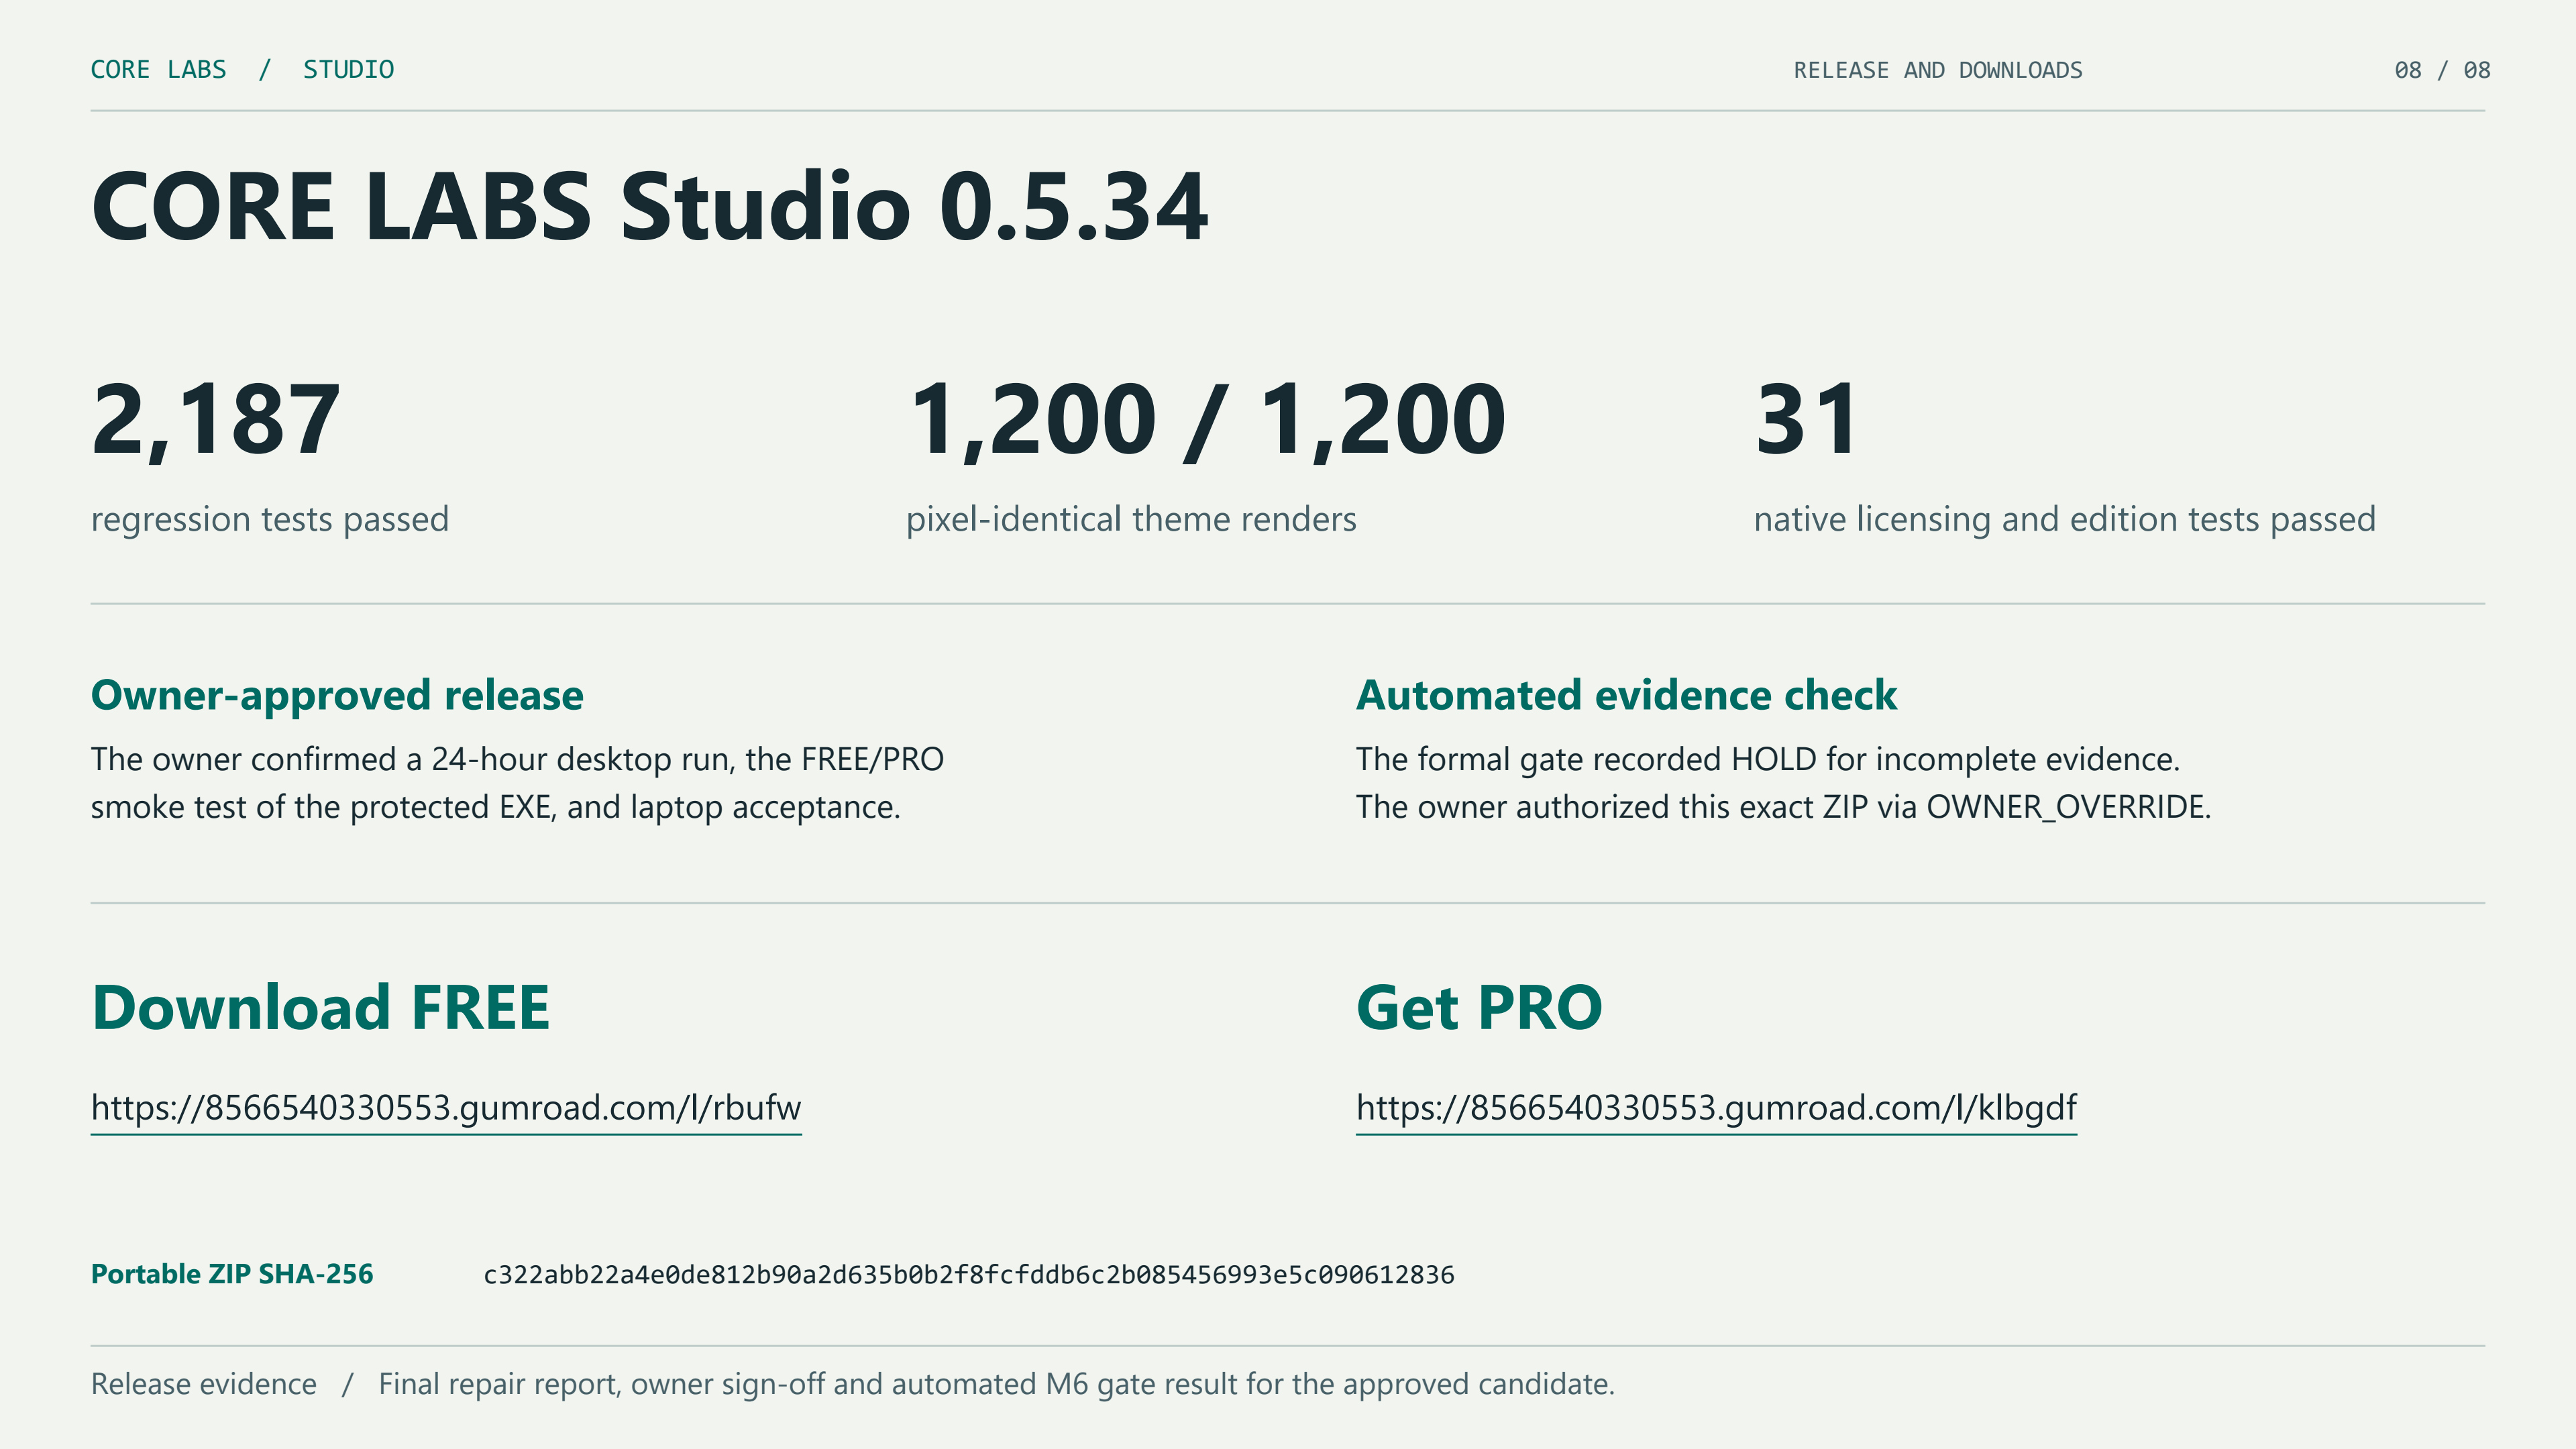 CORE LABS / STUDIO
RELEASE AND DOWNLOADS
08 / 08
CORE LABS Studio 0.5.34
2,187
regression tests passed
1,200 / 1,200
pixel-identical theme renders
31
native licensing and edition tests passed
Owner-approved release
The owner confirmed a 24-hour desktop run, the FREE/PRO
smoke test of the protected EXE, and laptop acceptance.
Automated evidence check
The formal gate recorded HOLD for incomplete evidence.
The owner authorized this exact ZIP via OWNER_OVERRIDE.
Download FREE
https://8566540330553.gumroad.com/l/rbufw
Get PRO
https://8566540330553.gumroad.com/l/klbgdf
Portable ZIP SHA-256 c322abb22a4e0de812b90a2d635b0b2f8fcfddb6c2b085456993e5c090612836
Release evidence / Final repair report, owner sign-off and automated M6 gate result for the approved candidate.